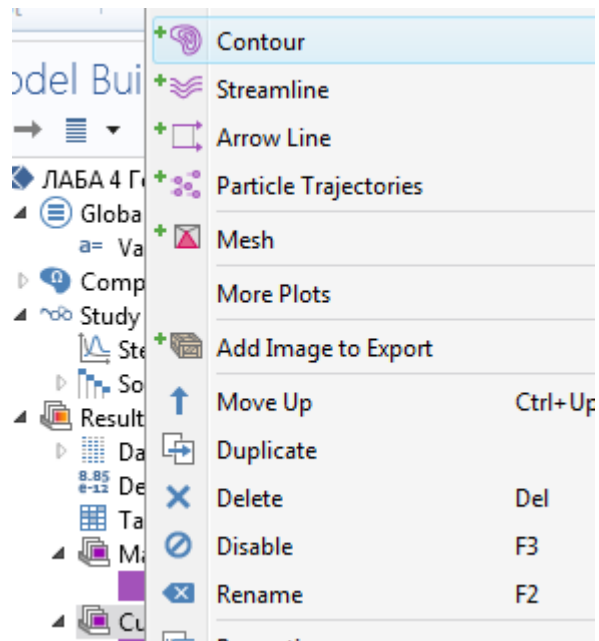 Contour
odel Bui
Streamline
Arrow Line
Particle Trajectories
ЛАБА 4 Г
Globa
Mesh
a= Va
Comp
More Plots
Study
Add Image to Export
Ste
So
Move Up Ctrl+Up
Result
Da
Duplicate
8.85
e-12 De
Delete Del
Ta
Disable F3
Ma
Rename F2
Cu